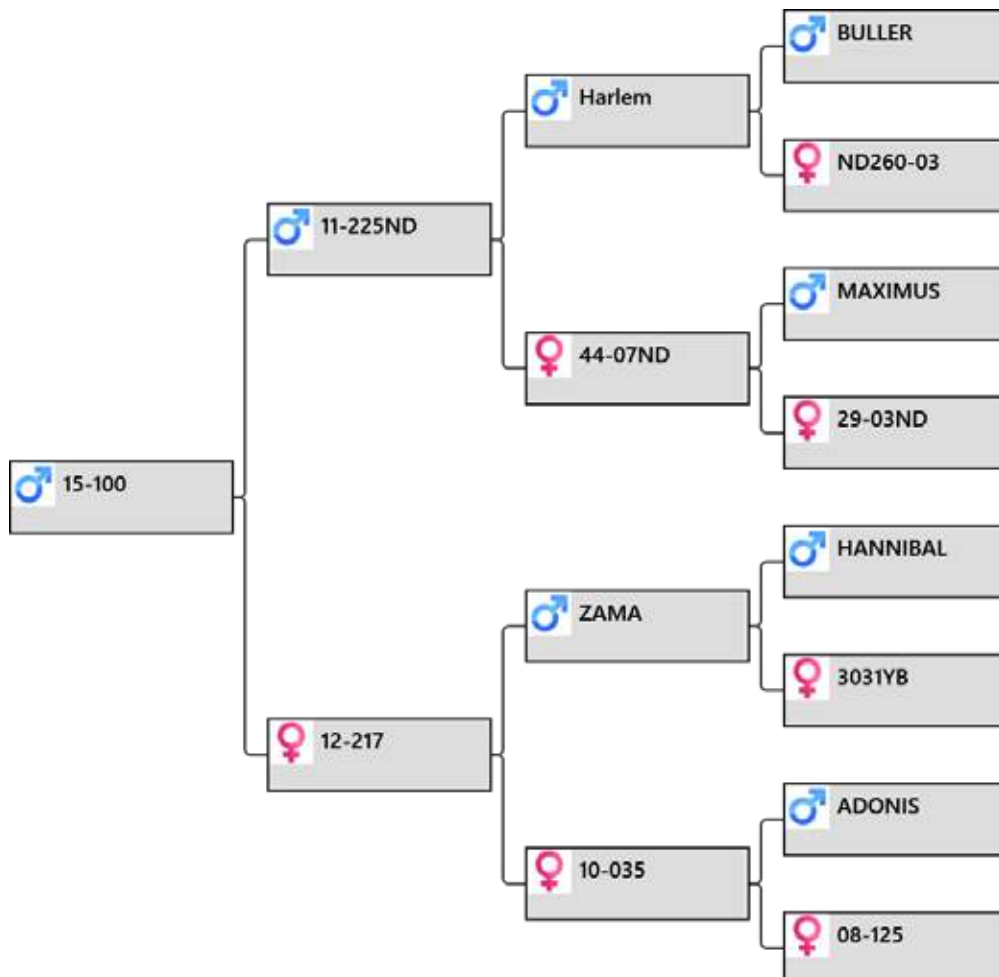 BULLER
Harlem
ND260-03
11-225ND
MAXIMUS
44-07ND
29-03ND
15-100
HANNIBAL
ZAMA
3031YB
12-217
ADONIS
10-035
08-125